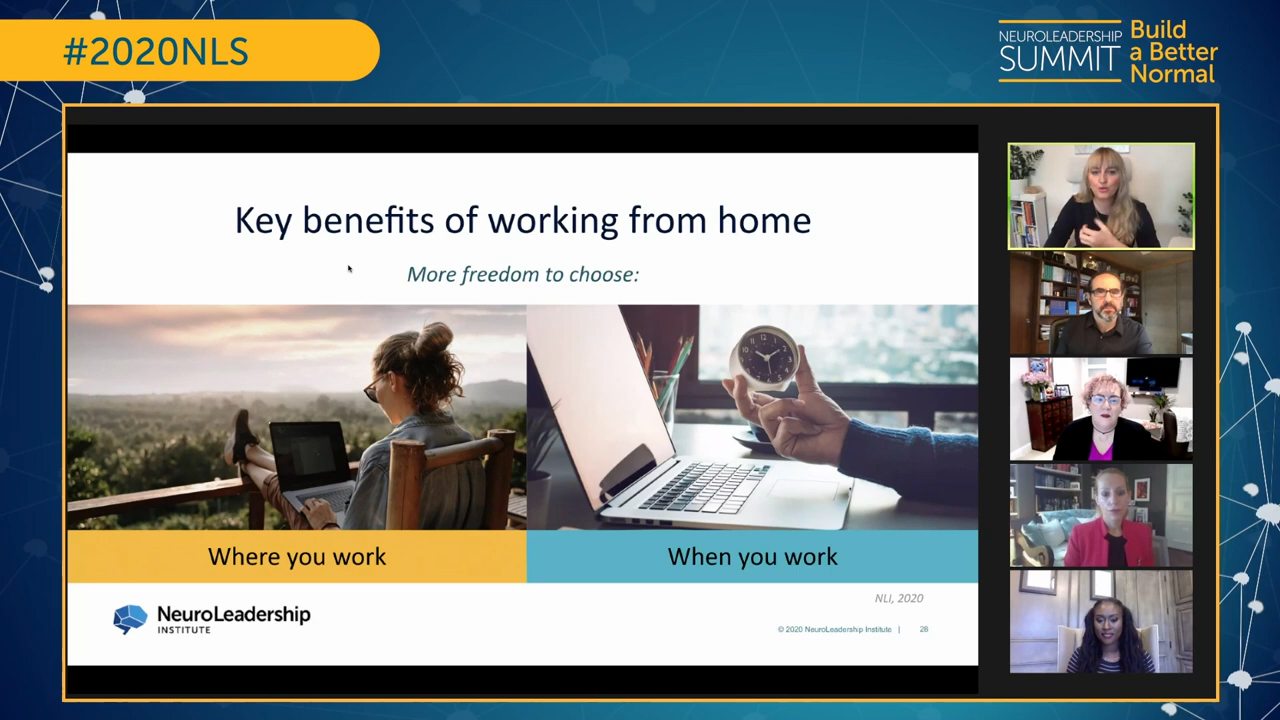 #2020NLS
NEUROLEADERSHIP
SUMMIT
Build
a Better
Normal
Key benefits of working from home
More freedom to choose:
Where you work
When you work
NLI, 2020
NeuroLeadership
INSTITUTE
© 2020 NeuroLeadership Institute | 28